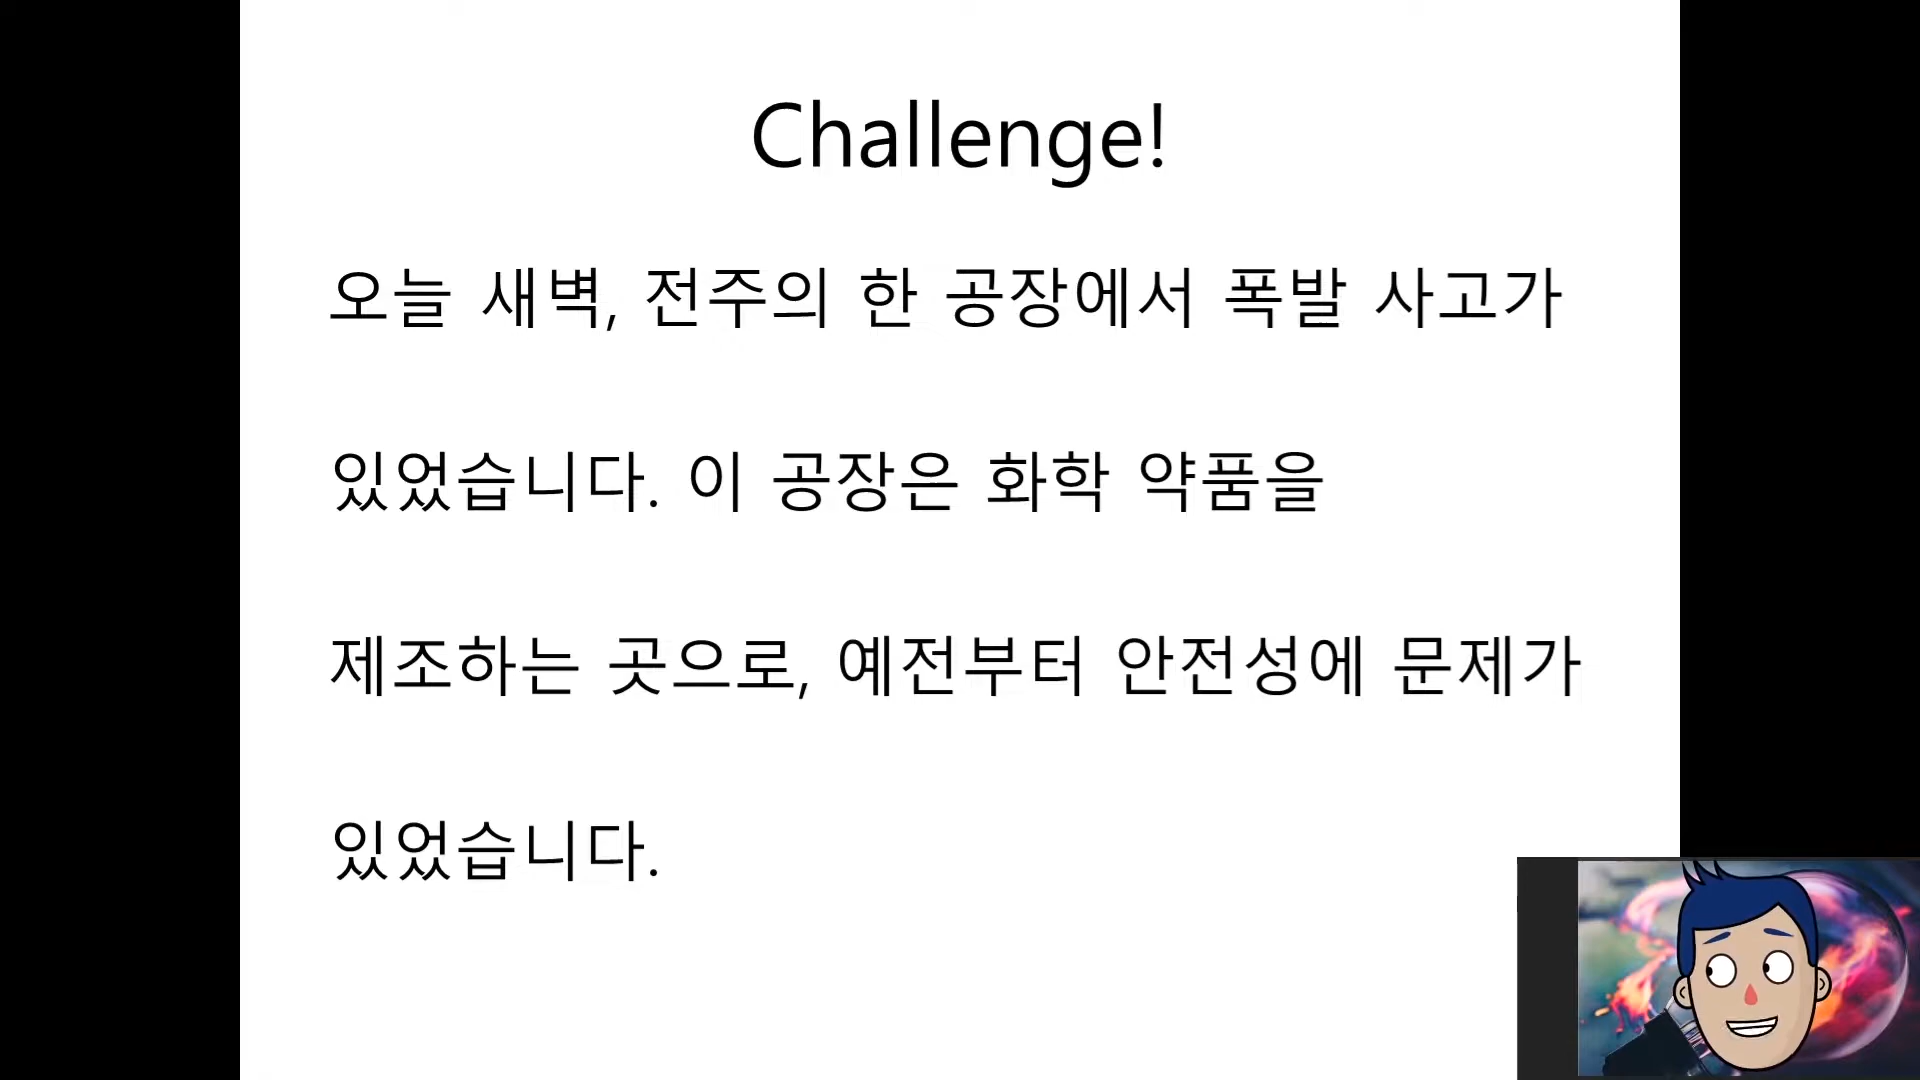 Challenge!
오늘 새벽, 전주의 한 공장에서 폭발 사고가
있었습니다. 이 공장은 화학 약품을
제조하는 곳으로, 예전부터 안전성에 문제가
있었습니다.